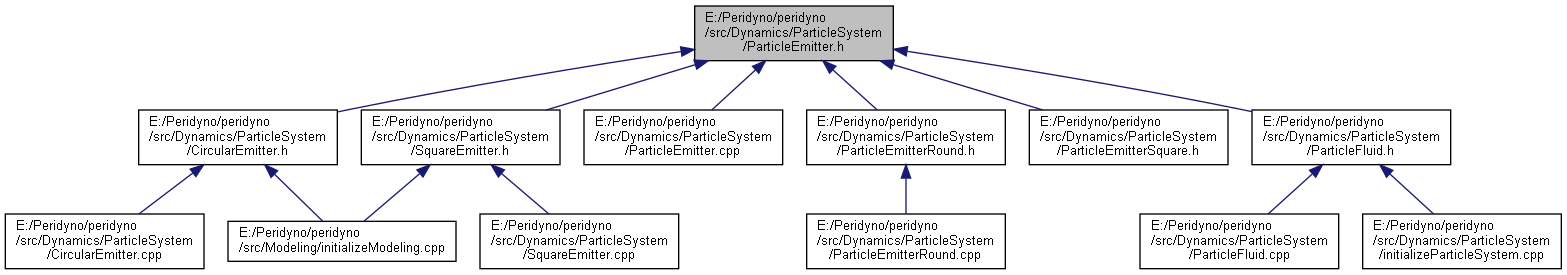 E:/Peridyno/peridyno
/src/Dynamics/ParticleSystem
/ParticleEmitter.h
E:/Peridyno/peridyno
/src/Dynamics/ParticleSystem
/CircularEmitter.h
E:/Peridyno/peridyno
/src/Dynamics/ParticleSystem
/SquareEmitter.h
E:/Peridyno/peridyno
/src/Dynamics/ParticleSystem
/ParticleEmitter.cpp
E:/Peridyno/peridyno
/src/Dynamics/ParticleSystem
/ParticleEmitterRound.h
E:/Peridyno/peridyno
/src/Dynamics/ParticleSystem
/ParticleEmitterSquare.h
E:/Peridyno/peridyno
/src/Dynamics/ParticleSystem
/ParticleFluid.h
E:/Peridyno/peridyno
/src/Dynamics/ParticleSystem
/CircularEmitter.cpp
E:/Peridyno/peridyno
/src/Modeling/initializeModeling.cpp
E:/Peridyno/peridyno
/src/Dynamics/ParticleSystem
/SquareEmitter.cpp
E:/Peridyno/peridyno
/src/Dynamics/ParticleSystem
/ParticleEmitterRound.cpp
E:/Peridyno/peridyno
/src/Dynamics/ParticleSystem
/ParticleFluid.cpp
E:/Peridyno/peridyno
/src/Dynamics/ParticleSystem
/initializeParticleSystem.cpp